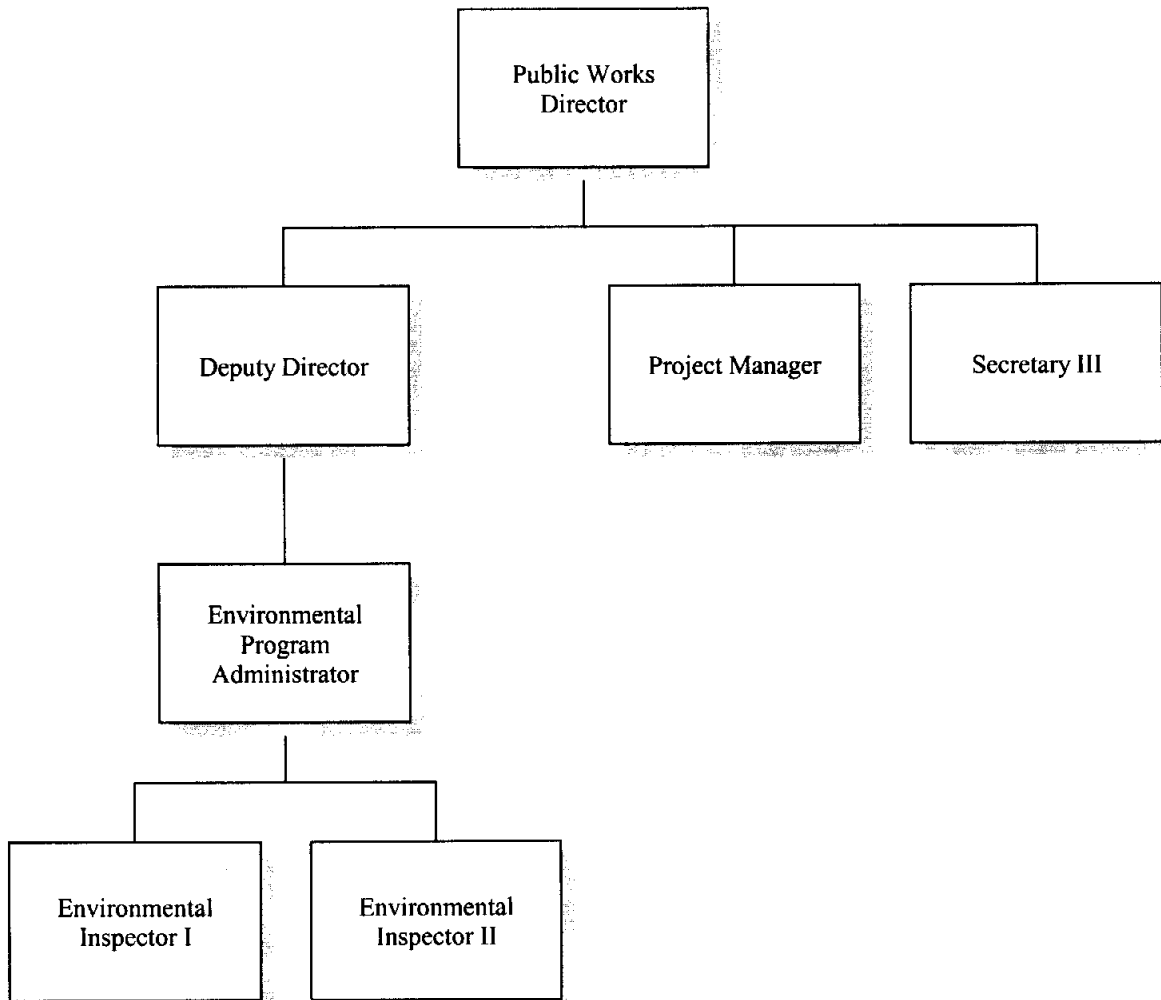 Public Works
Director
Deputy Director
Project Manager
Secretary III
Environmental
Program
Administrator
Environmental
Inspector I
Environmental
Inspector II